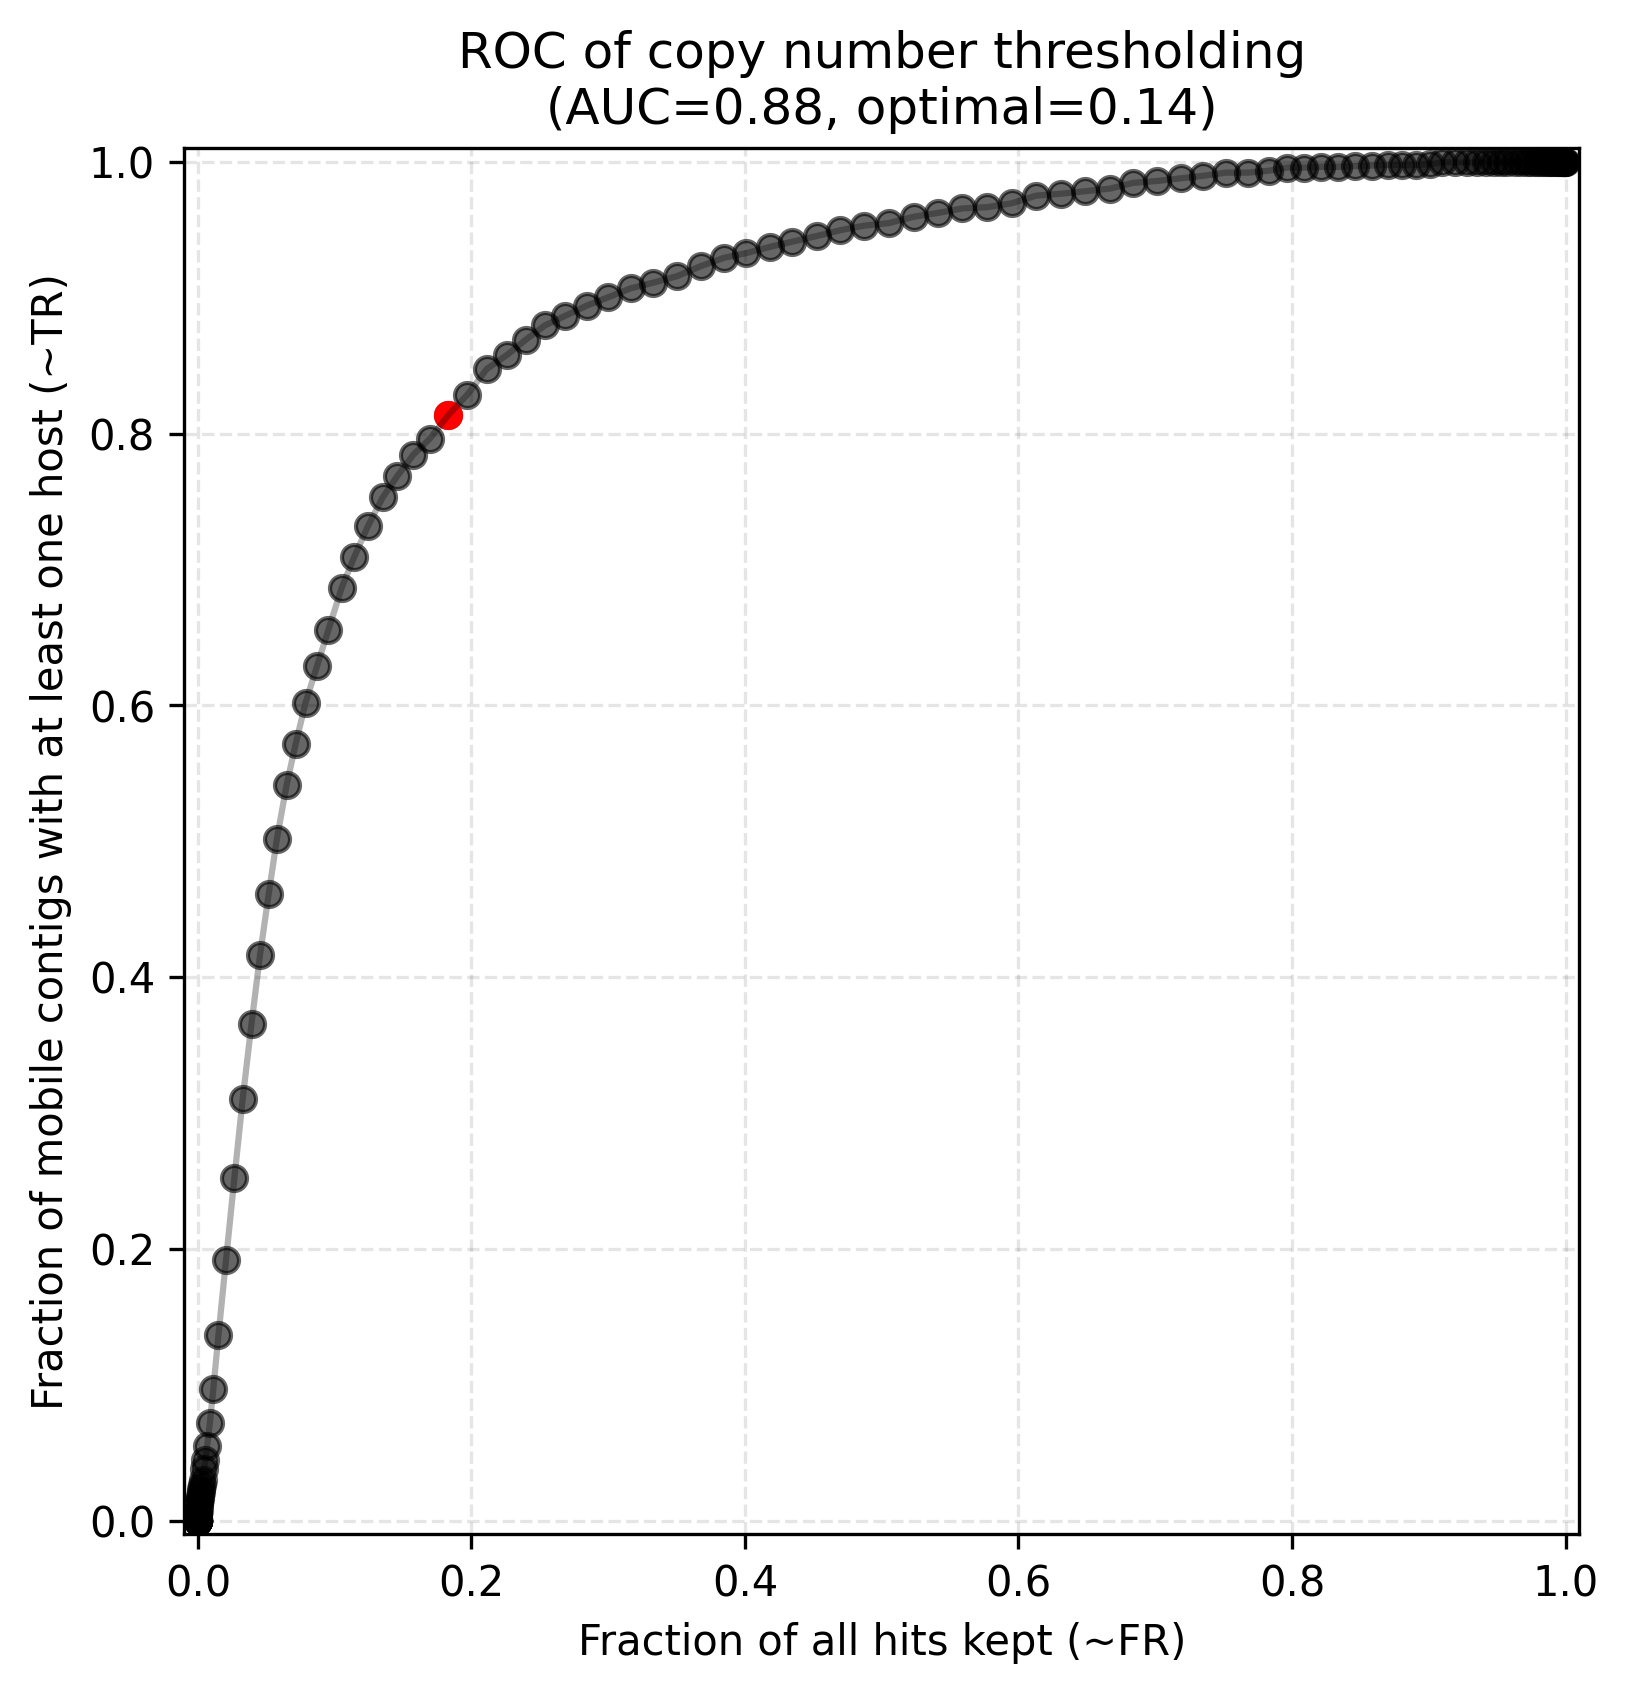 ROC of copy number thresholding
(AUC=0.88, optimal=0.14)
Fraction of mobile contigs with at least one host (~TR)
1.0
0.8
0.6
0.4
0.2
0.0
0.0 0.2 0.4 0.6 0.8 1.0
Fraction of all hits kept (~FR)